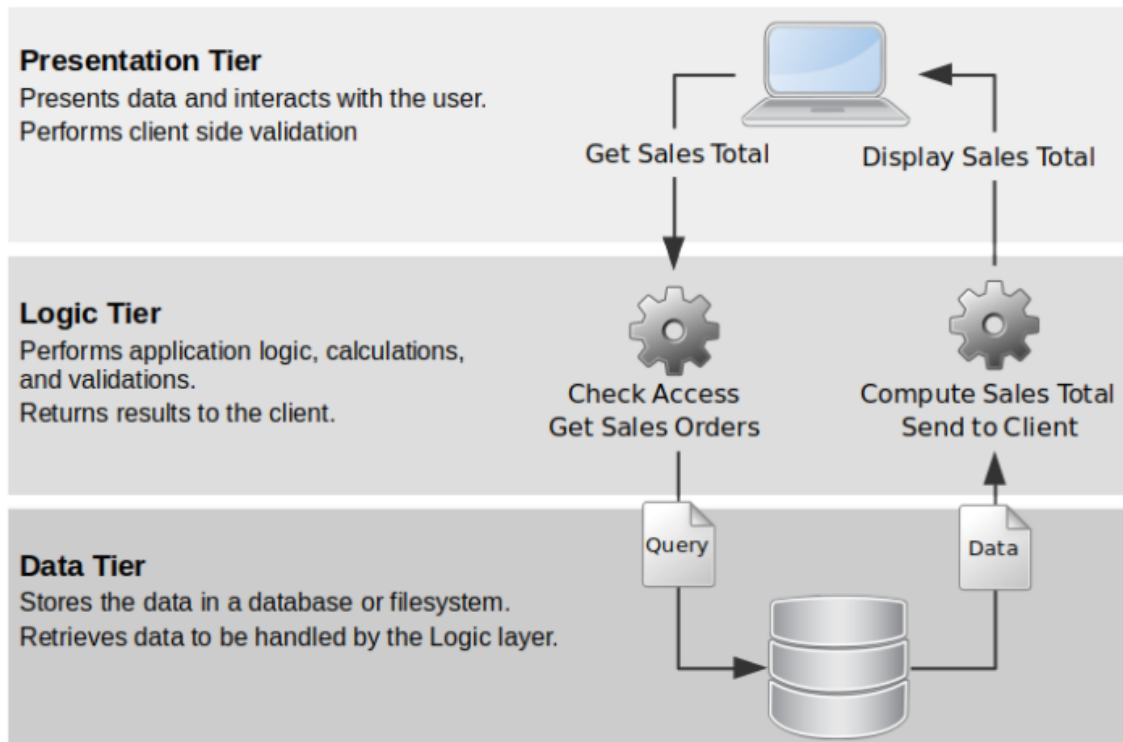 Presentation Tier
Presents data and interacts with the user.
Performs client side validation
Get Sales Total
Display Sales Total
Logic Tier
Performs application logic, calculations,
and validations.
Returns results to the client.
Check Access
Get Sales Orders
Compute Sales Total
Send to Client
Data Tier
Stores the data in a database or filesystem.
Retrieves data to be handled by the Logic layer.
Query
Data